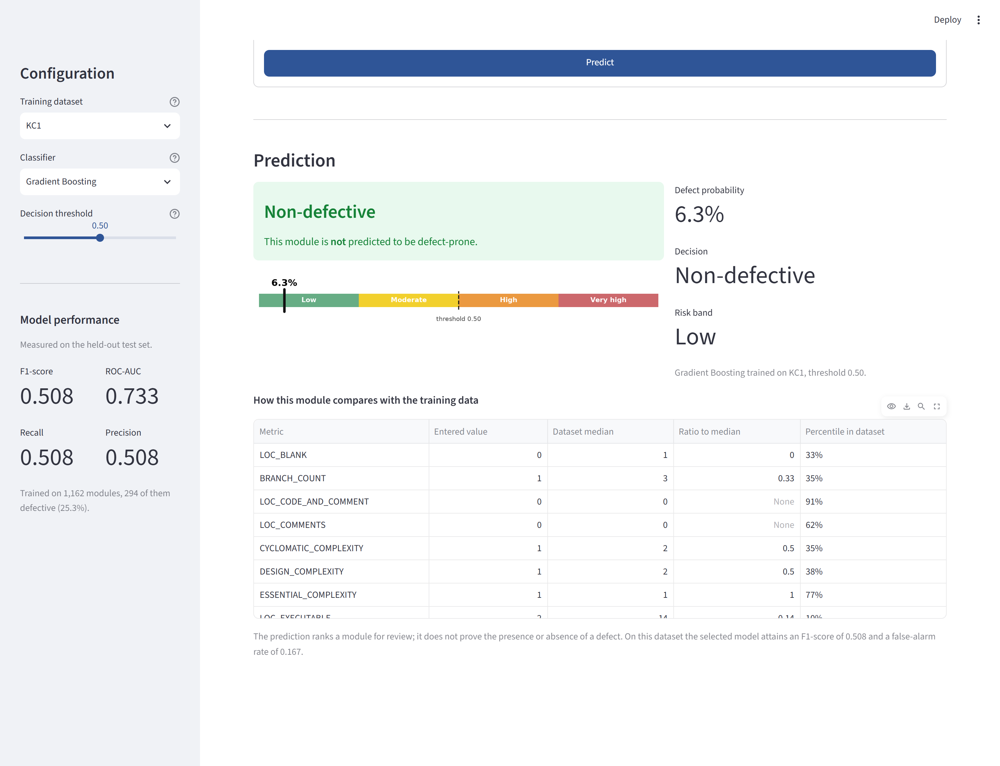 Deploy
Configuration
Training dataset
KC1
Classifier
Gradient Boosting
Decision threshold
0.50
Model performance
Measured on the held-out test set.
F1-score ROC-AUC
0.508 0.733
Recall Precision
0.508 0.508
Trained on 1,162 modules, 294 of them
defective (25.3%).
Predict
Prediction
Non-defective
This module is not predicted to be defect-prone.
6.3%
Low Moderate High Very high
threshold 0.50
Defect probability
6.3%
Decision
Non-defective
Risk band
Low
Gradient Boosting trained on KC1, threshold 0.50.
How this module compares with the training data
Metric Entered value Dataset median Ratio to median Percentile in dataset
LOC_BLANK 0 1 0 33%
BRANCH_COUNT 1 3 0.33 35%
LOC_CODE_AND_COMMENT 0 0 None 91%
LOC_COMMENTS 0 0 None 62%
CYCLOMATIC_COMPLEXITY 1 2 0.5 35%
DESIGN_COMPLEXITY 1 2 0.5 38%
ESSENTIAL_COMPLEXITY 1 1 1 77%
LOC_EXECUTABLE 2 14 0.14 10%
The prediction ranks a module for review; it does not prove the presence or absence of a defect. On this dataset the selected model attains an F1-score of 0.508 and a false-alarm
rate of 0.167.